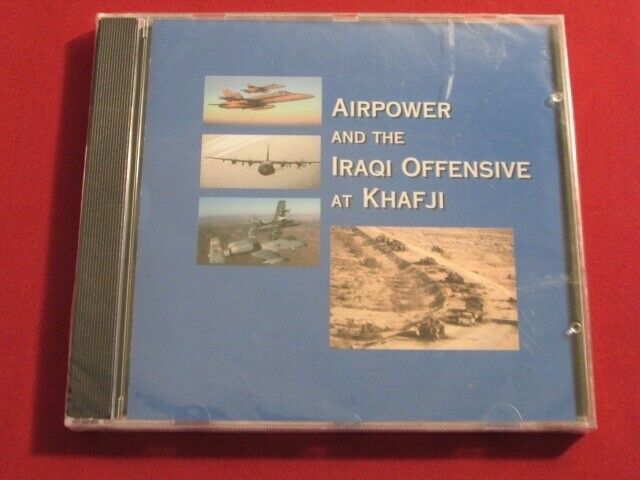 AIRPOWER
AND THE
IRAQI OFFENSIVE
AT KHAFJI